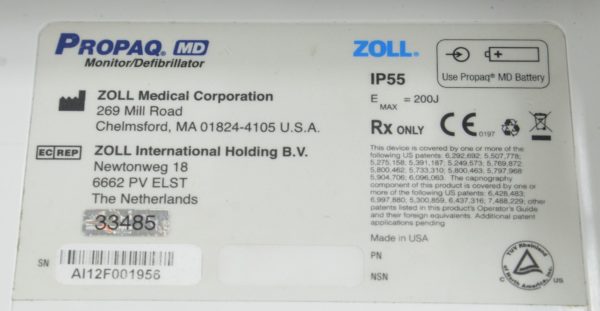 PROPAQ® MD
Monitor/Defibrillator
ZOLL Medical Corporation
269 Mill Road
Chelmsford, MA 01824-4105 U.S.A.
EC REP
ZOLL International Holding B.V.
Newtonweg 18
6662 PV ELST
The Netherlands
33485
SN
AI12F001956
ZOLL®
Use Propaq® MD Battery
IP55
E MAX = 200J
Rx ONLY
CE 0197
This device is covered by one or more of the
following US patents: 6,292,692; 5,507,778;
5,275,158; 5,391,187; 5,249,573; 5,769,872;
5,800,462; 5,733,310; 5,800,463; 5,797,968
5,904,706; 6,096,063. The capnography
component of this product is covered by one or
more of the following US patents: 6,428,483;
6,997,880; 5,300,859; 6,437,316; 7,488,229; other
patents listed in this product's Operator's Guide
and their foreign equivalents. Additional patent
applications pending
Made in USA
PN
NSN
TUV Rheinland
of North America, Inc.
C US